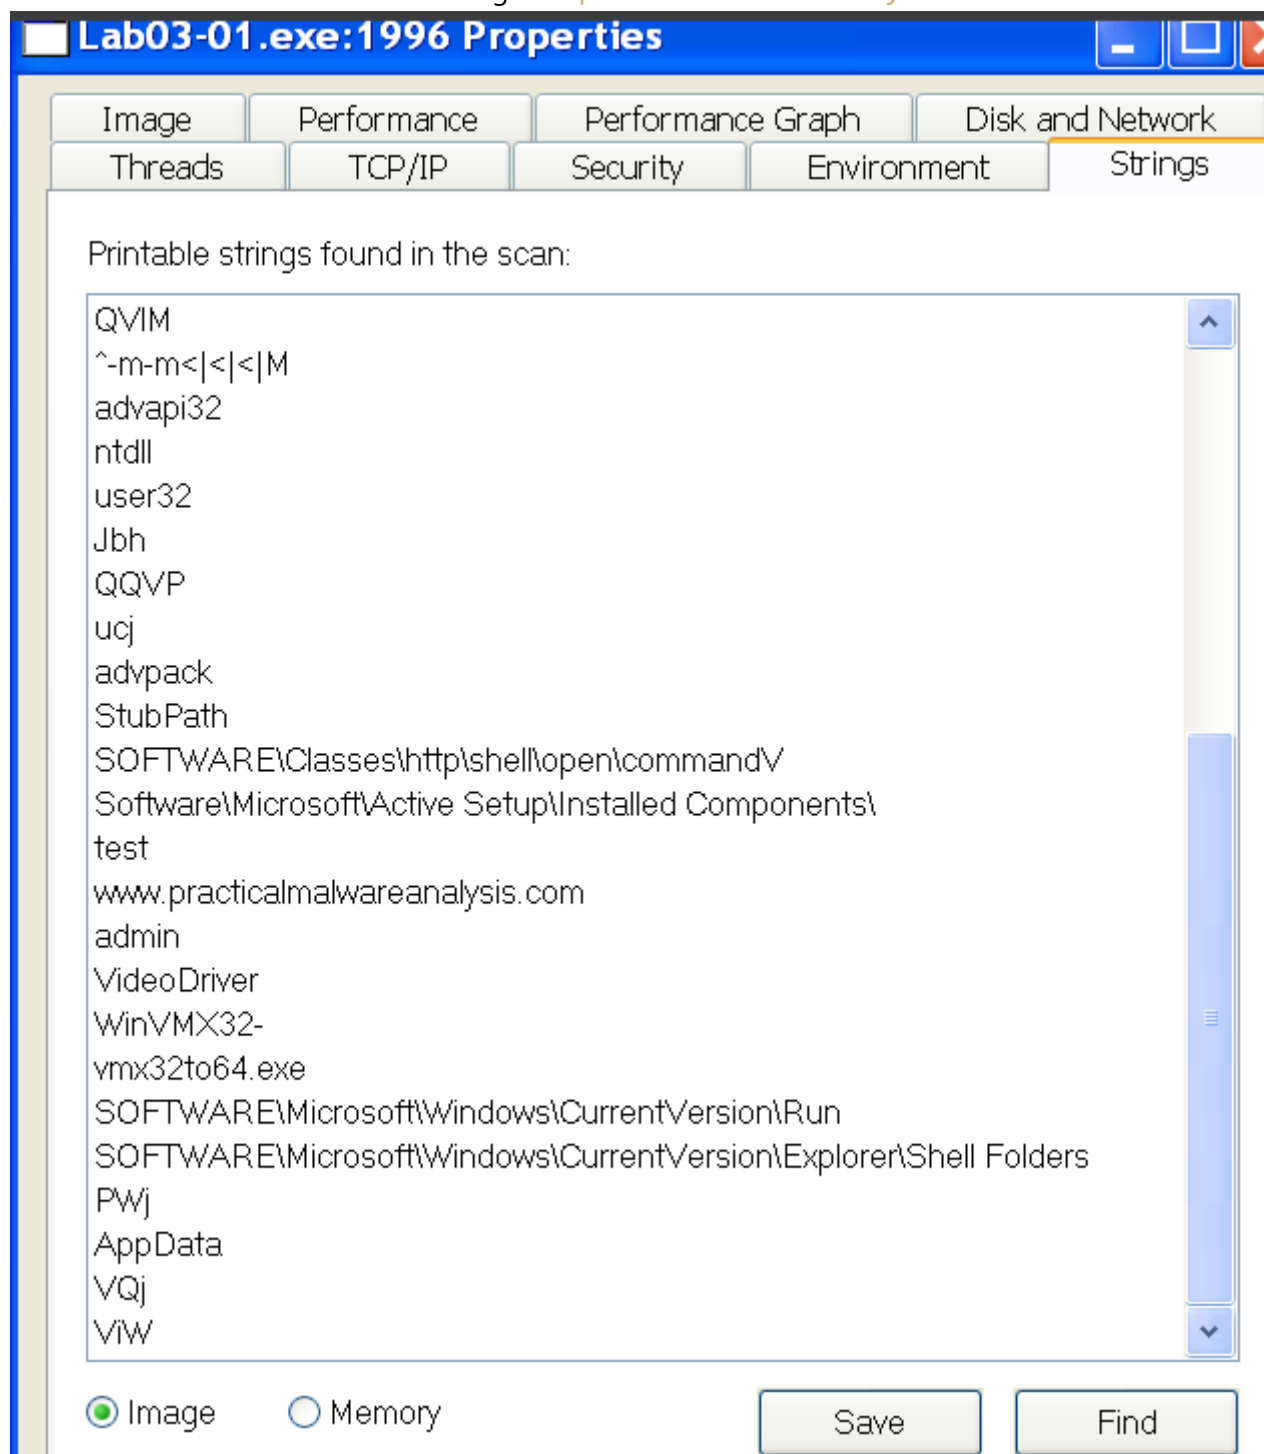 Lab03-01.exe:1996 Properties
Image Performance Performance Graph Disk and Network
Threads TCP/IP Security Environment Strings
Printable strings found in the scan:
QVIM
^-m-m<|<|<|M
advapi32
ntdll
user32
Jbh
QQVP
ucj
advpack
StubPath
SOFTWARE\Classes\http\shell\open\commandV
Software\Microsoft\Active Setup\Installed Components\
test
www.practicalmalwareanalysis.com
admin
VideoDriver
WinVMX32-
vmx32to64.exe
SOFTWARE\Microsoft\Windows\CurrentVersion\Run
SOFTWARE\Microsoft\Windows\CurrentVersion\Explorer\Shell Folders
PWj
AppData
VQj
ViW
Image Memory Save Find